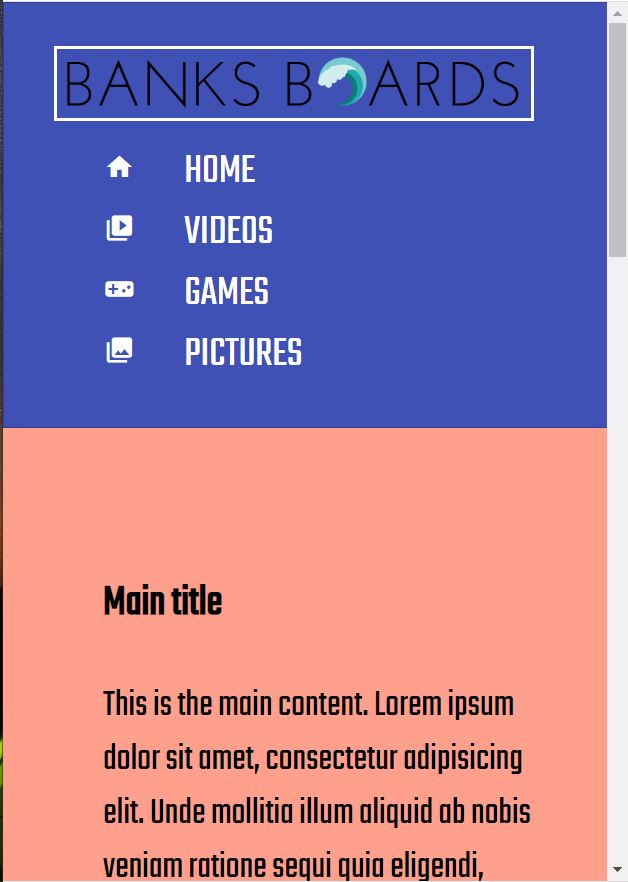 BANKS BOARDS
HOME
VIDEOS
GAMES
PICTURES
Main title
This is the main content. Lorem ipsum
dolor sit amet, consectetur adipisicing
elit. Unde mollitia illum aliquid ab nobis
veniam ratione sequi quia eligendi,